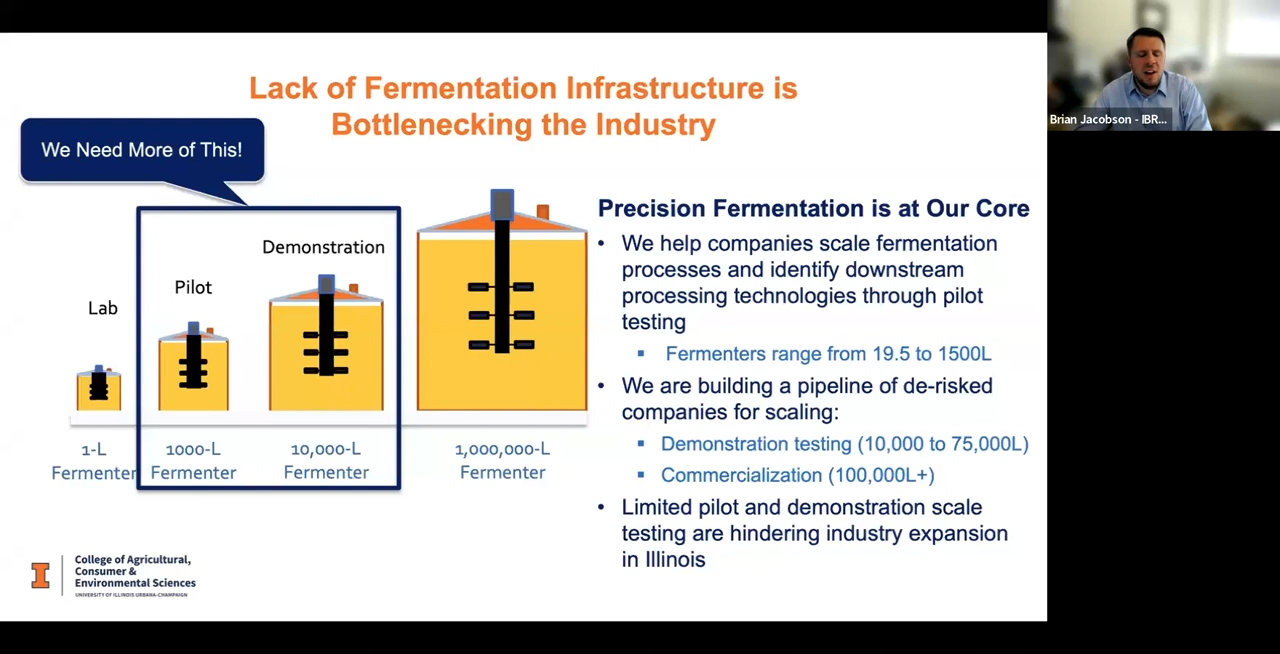 Lack of Fermentation Infrastructure is
Bottlenecking the Industry
We Need More of This!
Lab
Pilot
Demonstration
1-L
Fermenter
1000-L
Fermenter
10,000-L
Fermenter
1,000,000-L
Fermenter
Precision Fermentation is at Our Core
• We help companies scale fermentation
processes and identify downstream
processing technologies through pilot
testing
▪ Fermenters range from 19.5 to 1500L
• We are building a pipeline of de-risked
companies for scaling:
▪ Demonstration testing (10,000 to 75,000L)
▪ Commercialization (100,000L+)
• Limited pilot and demonstration scale
testing are hindering industry expansion
in Illinois
I
College of Agricultural,
Consumer &
Environmental Sciences
UNIVERSITY OF ILLINOIS URBANA-CHAMPAIGN
Brian Jacobson - IBR...